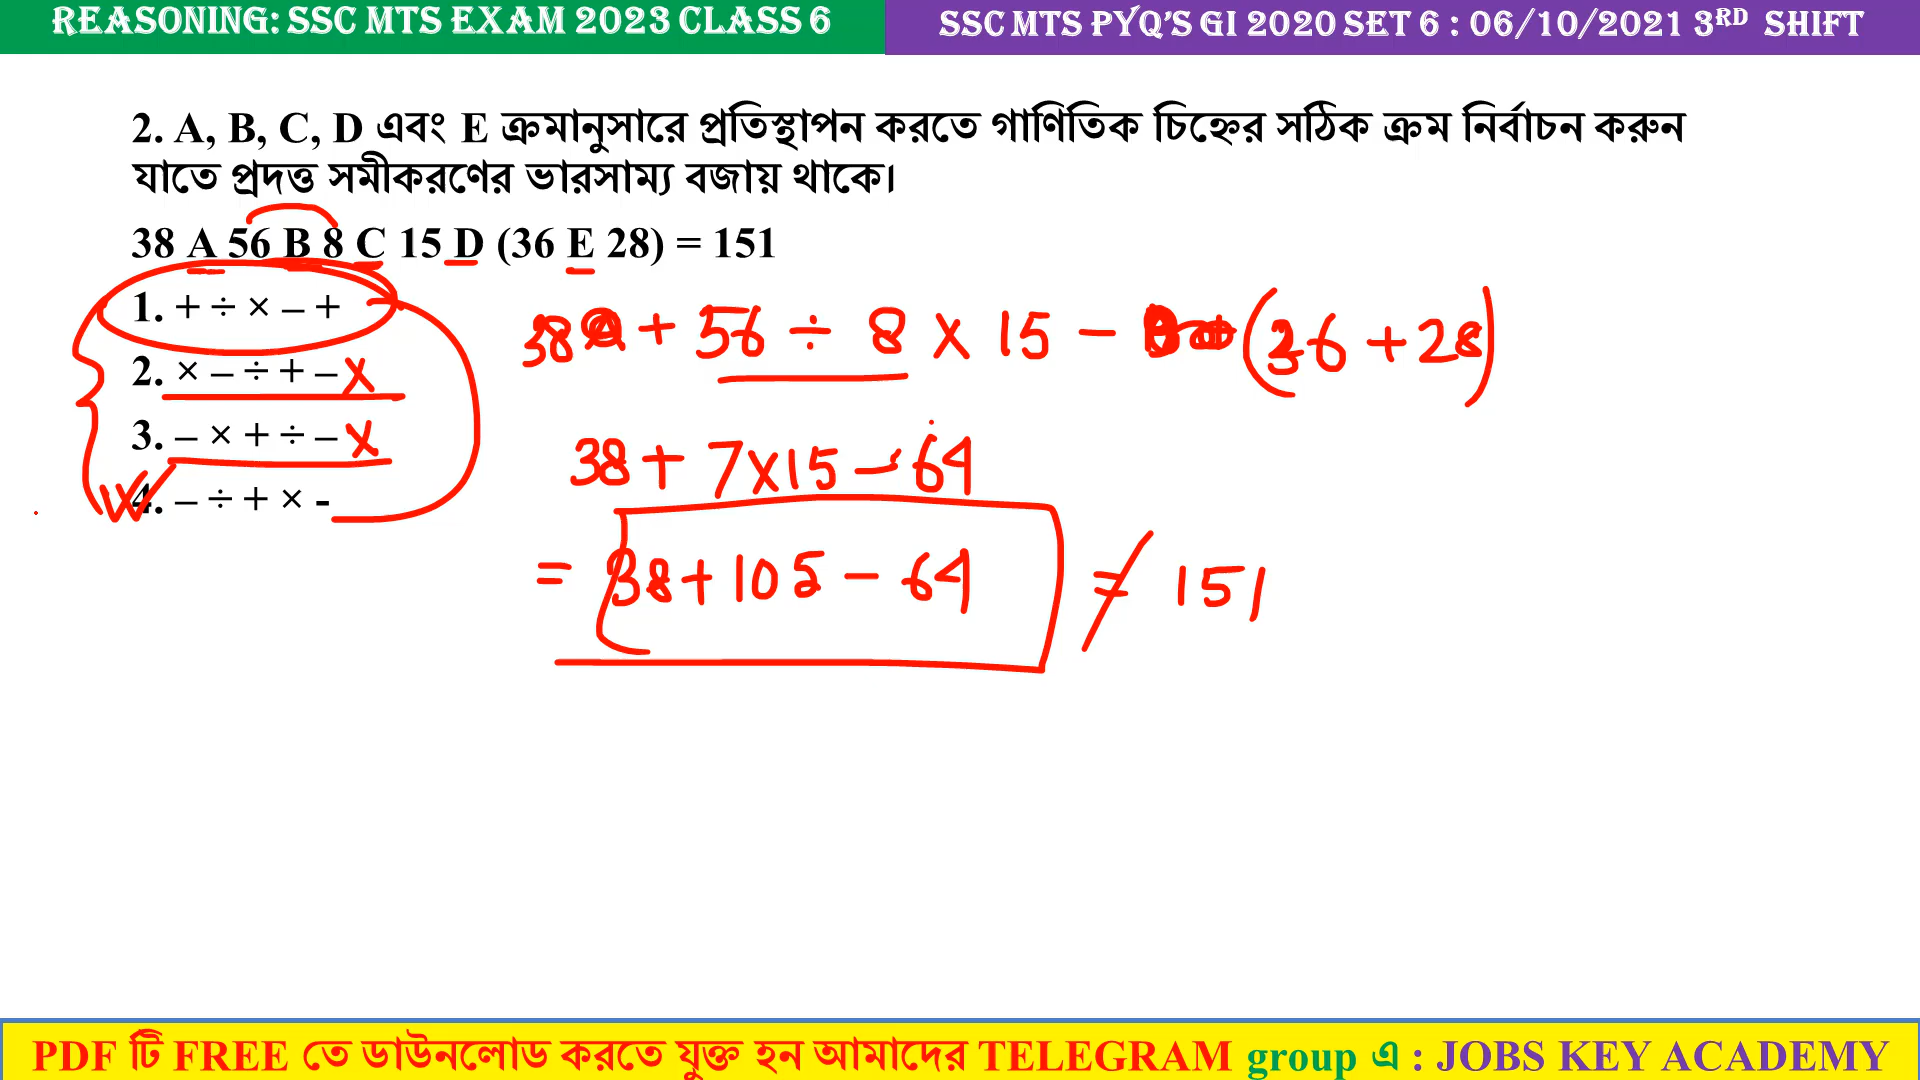 REASONING: SSC MTS EXAM 2023 CLASS 6
SSC MTS PYQ'S GI 2020 SET 6 : 06/10/2021 3RD SHIFT
2. A, B, C, D এবং E ক্রমানুসারে প্রতিস্থাপন করতে গাণিতিক চিহ্নের সঠিক ক্রম নির্বাচন করুন
যাতে প্রদত্ত সমীকরণের ভারসাম্য বজায় থাকে।
38 A 56 B 8 C 15 D (36 E 28) = 151
1. + ÷ × – +
38 + 56 ÷ 8 × 15 – (36 + 28)
2. × – ÷ + – X
3. – × + ÷ – X
38 + 7 × 15 – 64
4. – ÷ + × -
= 38 + 105 – 64 ≠ 151
PDF টি FREE তে ডাউনলোড করতে যুক্ত হন আমাদের TELEGRAM group এ : JOBS KEY ACADEMY